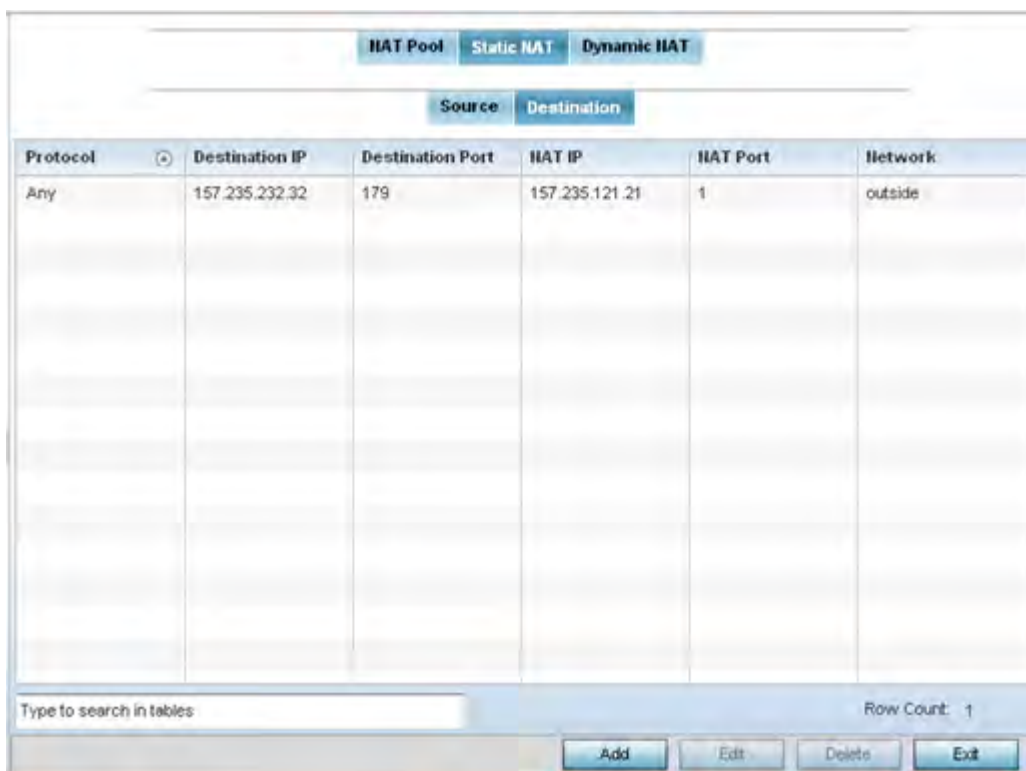 NAT Pool Static NAT Dynamic NAT
Source Destination
Protocol Destination IP Destination Port NAT IP NAT Port Network
Any 157.235.232.32 179 157.235.121.21 1 outside
Type to search in tables Row Count: 1
Add Edit Delete Exit